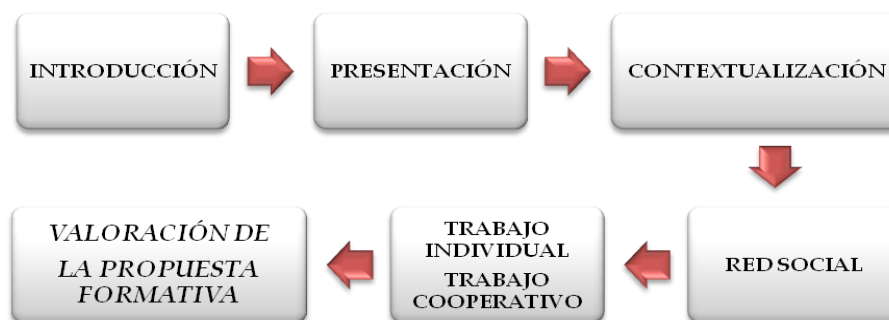 INTRODUCCIÓN
PRESENTACIÓN
CONTEXTUALIZACIÓN
RED SOCIAL
TRABAJO
INDIVIDUAL
TRABAJO
COOPERATIVO
VALORACIÓN DE
LA PROPUESTA
FORMATIVA